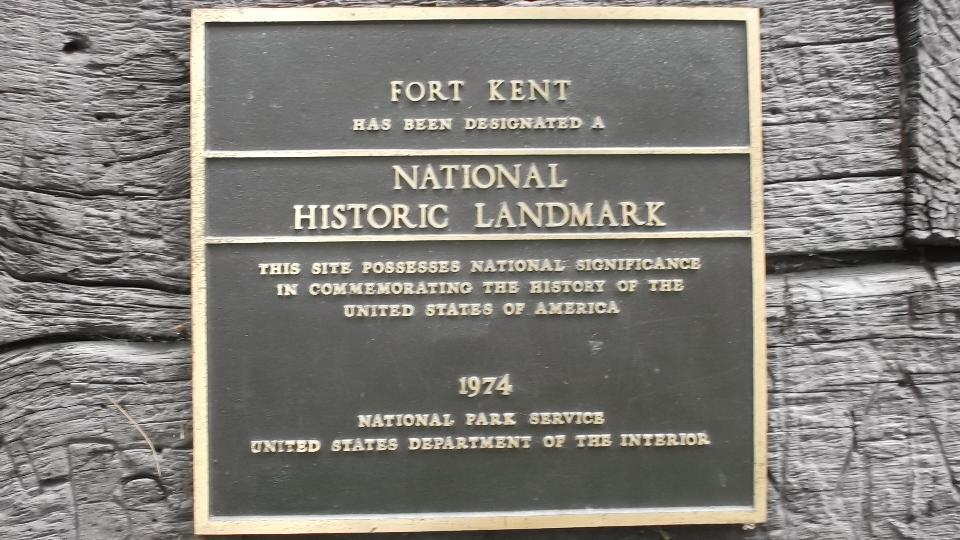 FORT KENT
HAS BEEN DESIGNATED A
NATIONAL
HISTORIC LANDMARK
THIS SITE POSSESSES NATIONAL SIGNIFICANCE
IN COMMEMORATING THE HISTORY OF THE
UNITED STATES OF AMERICA
1974
NATIONAL PARK SERVICE
UNITED STATES DEPARTMENT OF THE INTERIOR